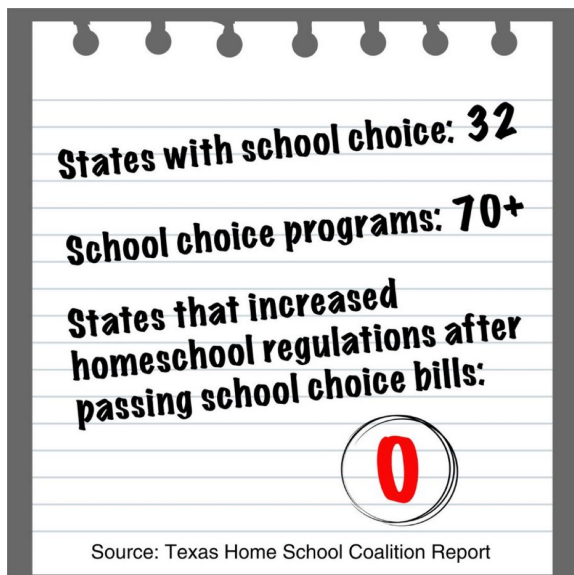 States with school choice: 32
School choice programs: 70+
States that increased
homeschool regulations after
passing school choice bills:
0
Source: Texas Home School Coalition Report